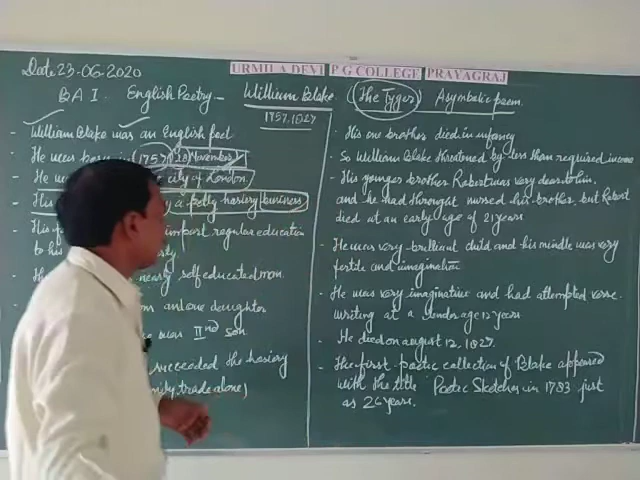 Date 23-06-2020
URMILA DEVI P G COLLEGE PRAYAGRAJ
B.A I. English Poetry - William Blake. (The Tyger) A symbolic poem.
1757-1827
- William Blake was an English poet
- He was born in (1757) 28 November
- He city of London.
- His a petty hosiery business
- His impart regular education
to his
- He nearly self educated man.
and one daughter
was IInd son.
succeeded the hosiery
trade alone)
- His one brother died in infancy
- So William Blake threatened by less than required income
- His younger brother Robert was very dear to him,
and he had throught nursed his brother, but Robert
died at an early age of 21 years
- He was very brilliant child and his mindle was very
fertile and imagination
- He was very imaginative and had attempted verse
writing at a age 12 years
- He died on august 12, 1827.
- The first poetic collection of Blake appeared
with the title Poetic Sketches in 1783 just
as 26 years.